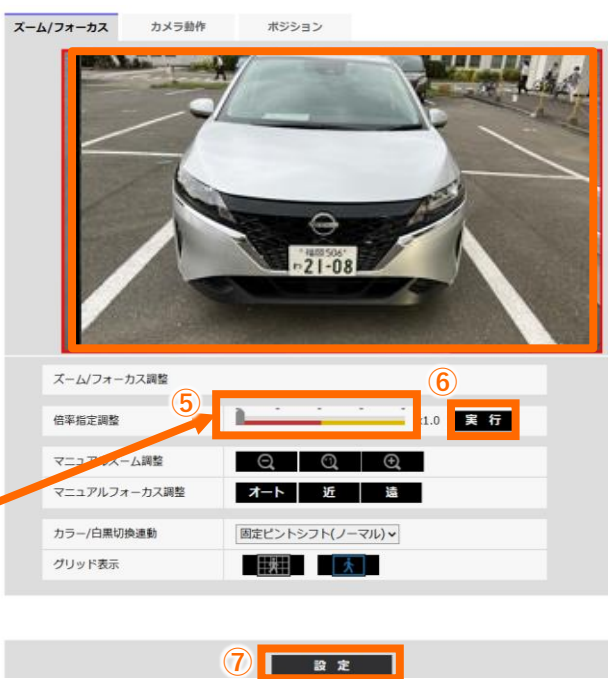 ズーム/フォーカス カメラ動作 ポジション
福岡 506
わ 21-08
ズーム/フォーカス調整
⑤ ⑥
倍率指定調整 x1.0 実 行
マニュアルズーム調整
マニュアルフォーカス調整 オート 近 遠
カラー/白黒切換連動 固定ピントシフト(ノーマル)
グリッド表示
⑦ 設 定